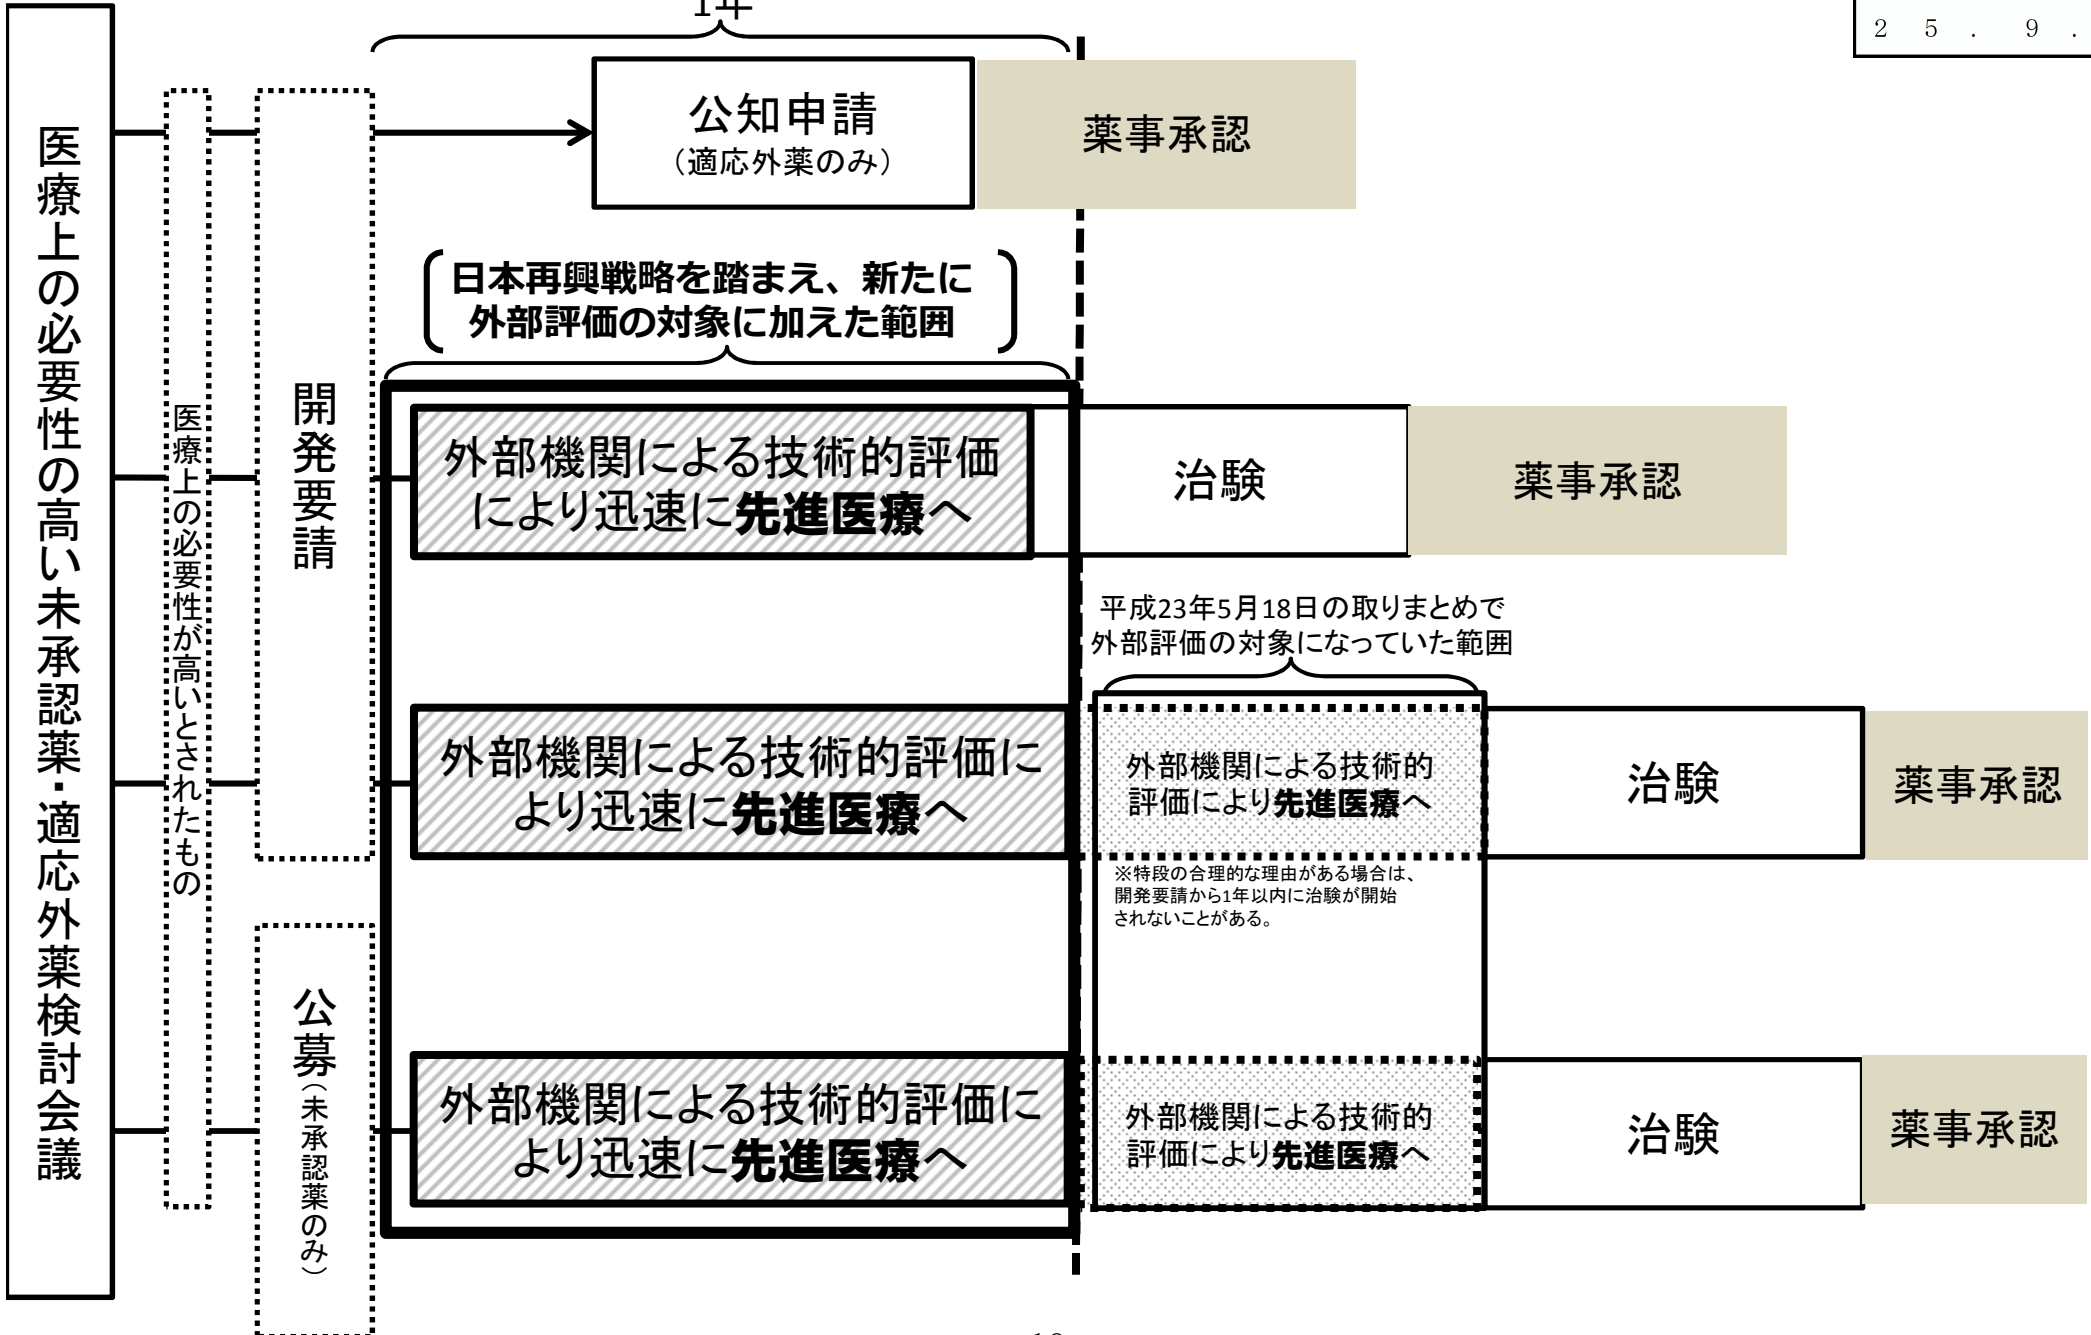 1年
25.9.
医療上の必要性の高い未承認薬・適応外薬検討会議
医療上の必要性が高いとされたもの
開発要請
公知申請
（適応外薬のみ）
薬事承認
日本再興戦略を踏まえ、新たに
外部評価の対象に加えた範囲
外部機関による技術的評価
により迅速に先進医療へ
治験
薬事承認
平成23年5月18日の取りまとめで
外部評価の対象になっていた範囲
外部機関による技術的評価に
より迅速に先進医療へ
外部機関による技術的
評価により先進医療へ
治験
薬事承認
※特段の合理的な理由がある場合は、
開発要請から1年以内に治験が開始
されないことがある。
公募（未承認薬のみ）
外部機関による技術的評価に
より迅速に先進医療へ
外部機関による技術的
評価により先進医療へ
治験
薬事承認